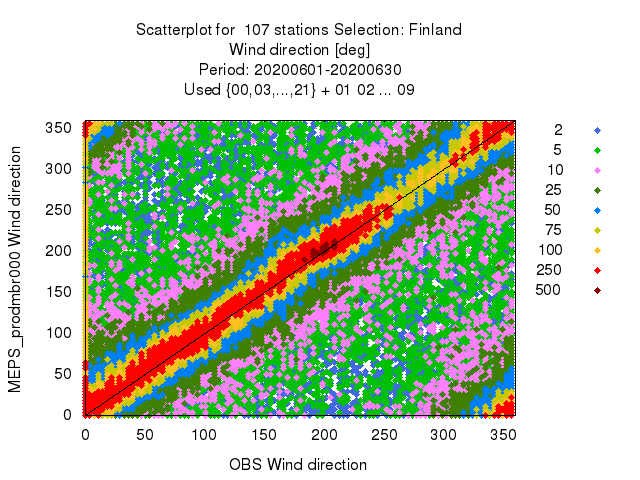 Scatterplot for  107 stations Selection: Finland
Wind direction [deg]
Period: 20200601-20200630
Used {00,03,...,21} + 01 02 ... 09
MEPS_prodmbr000 Wind direction
350
300
250
200
150
100
50
0
0 50 100 150 200 250 300 350
OBS Wind direction
2
5
10
25
50
75
100
250
500